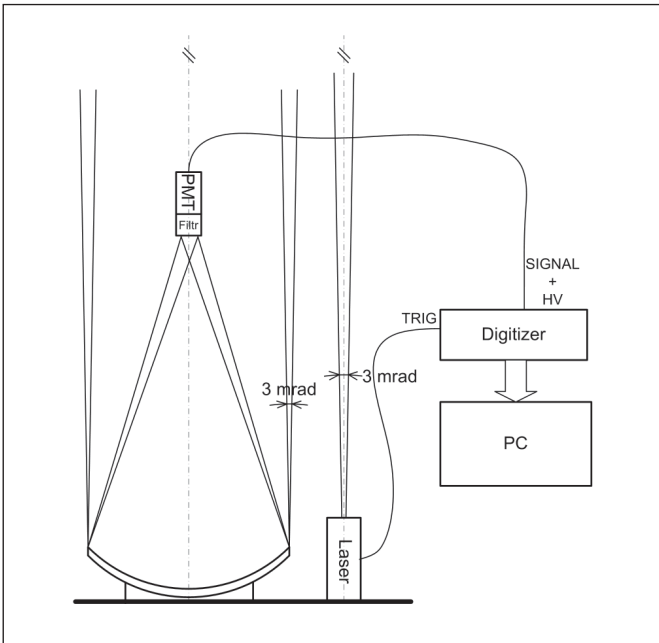 PMT
Filtr
SIGNAL
+
HV
TRIG
Digitizer
3 mrad
3 mrad
PC
Laser